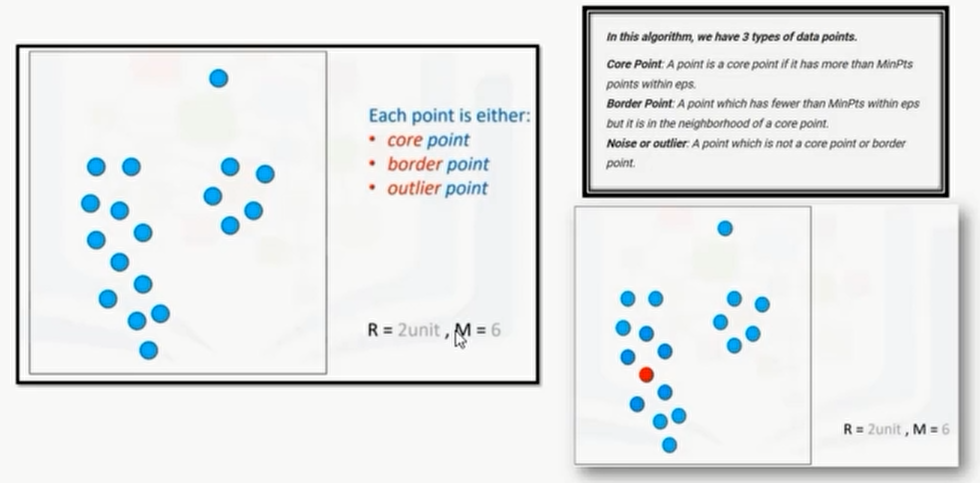 Each point is either:
• core point
• border point
• outlier point
R = 2unit , M = 6
In this algorithm, we have 3 types of data points.
Core Point: A point is a core point if it has more than MinPts
points within eps.
Border Point: A point which has fewer than MinPts within eps
but it is in the neighborhood of a core point.
Noise or outlier: A point which is not a core point or border
point.
R = 2unit , M = 6